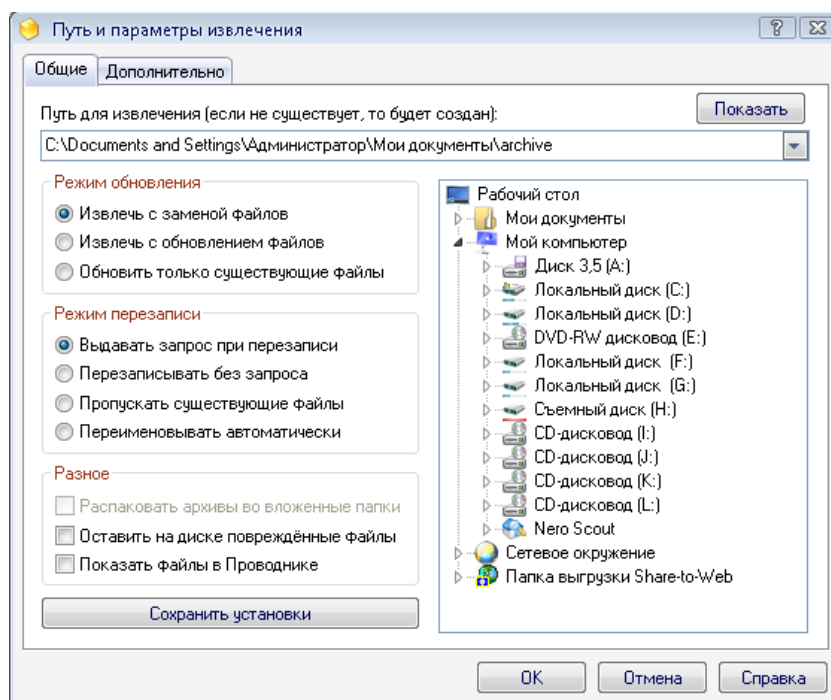 Путь и параметры извлечения
Общие
Дополнительно
Путь для извлечения (если не существует, то будет создан):
Показать
C:\Documents and Settings\Администратор\Мои документы\archive
Режим обновления
Извлечь с заменой файлов
Извлечь с обновлением файлов
Обновить только существующие файлы
Режим перезаписи
Выдавать запрос при перезаписи
Перезаписывать без запроса
Пропускать существующие файлы
Переименовывать автоматически
Разное
Распаковать архивы во вложенные папки
Оставить на диске повреждённые файлы
Показать файлы в Проводнике
Сохранить установки
Рабочий стол
Мои документы
Мой компьютер
Диск 3,5 (A:)
Локальный диск (C:)
Локальный диск (D:)
DVD-RW дисковод (E:)
Локальный диск (F:)
Локальный диск (G:)
Съемный диск (H:)
CD-дисковод (I:)
CD-дисковод (J:)
CD-дисковод (K:)
CD-дисковод (L:)
Nero Scout
Сетевое окружение
Папка выгрузки Share-to-Web
OK
Отмена
Справка